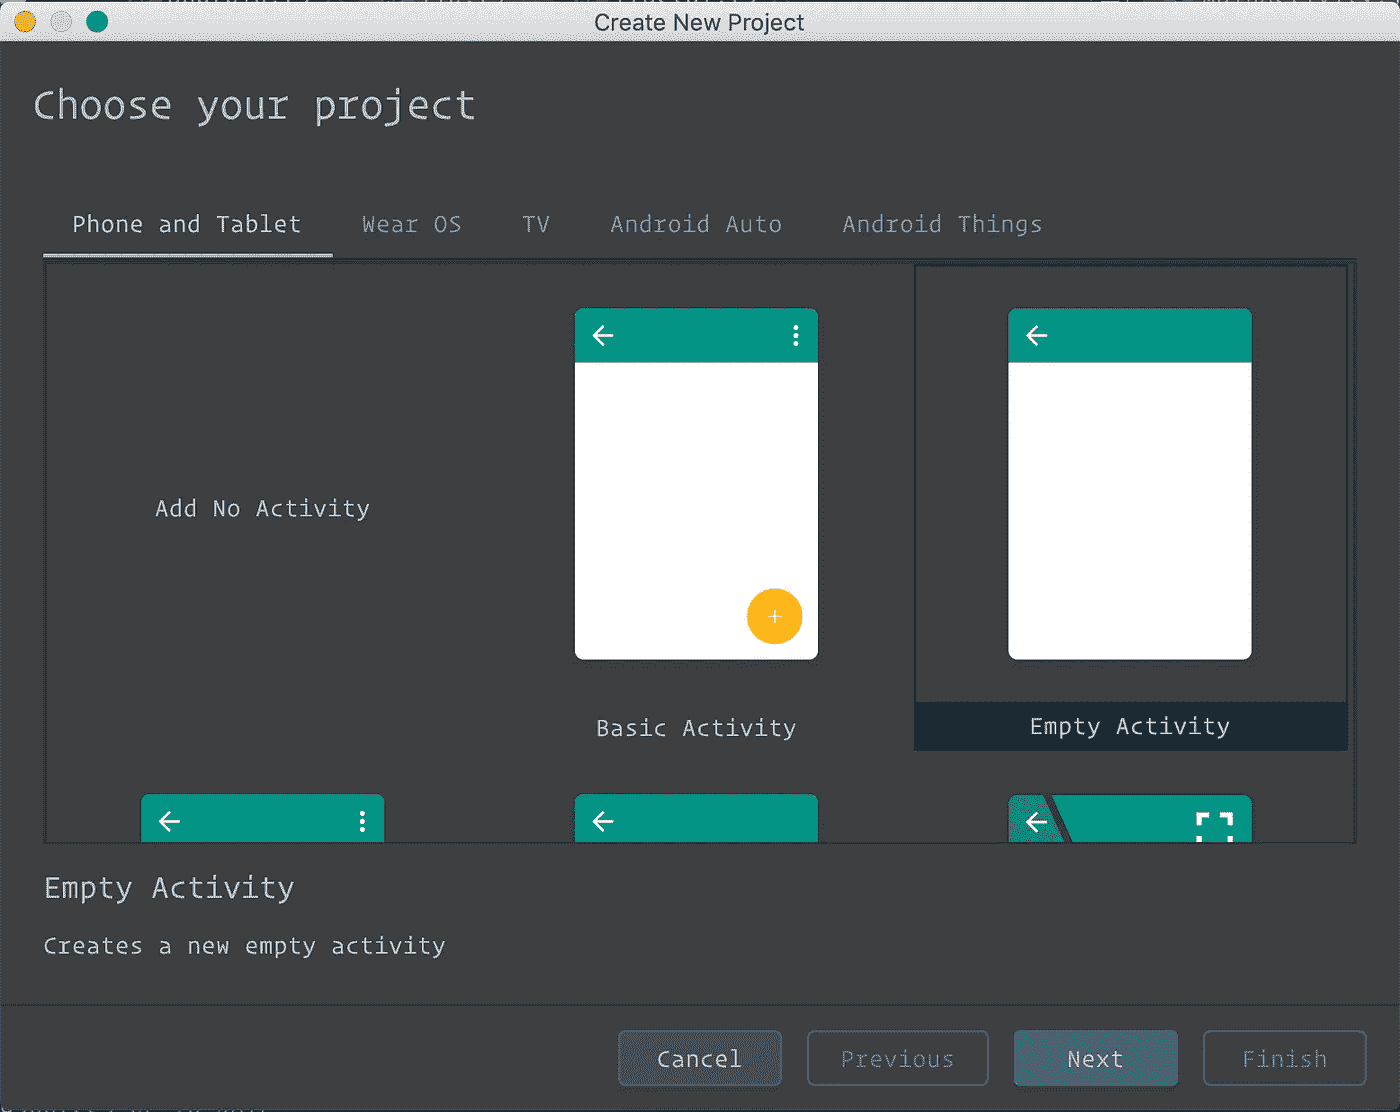 Create New Project
Choose your project
Phone and Tablet Wear OS TV Android Auto Android Things
Add No Activity
+
Basic Activity
Empty Activity
Empty Activity
Creates a new empty activity
Cancel Previous Next Finish